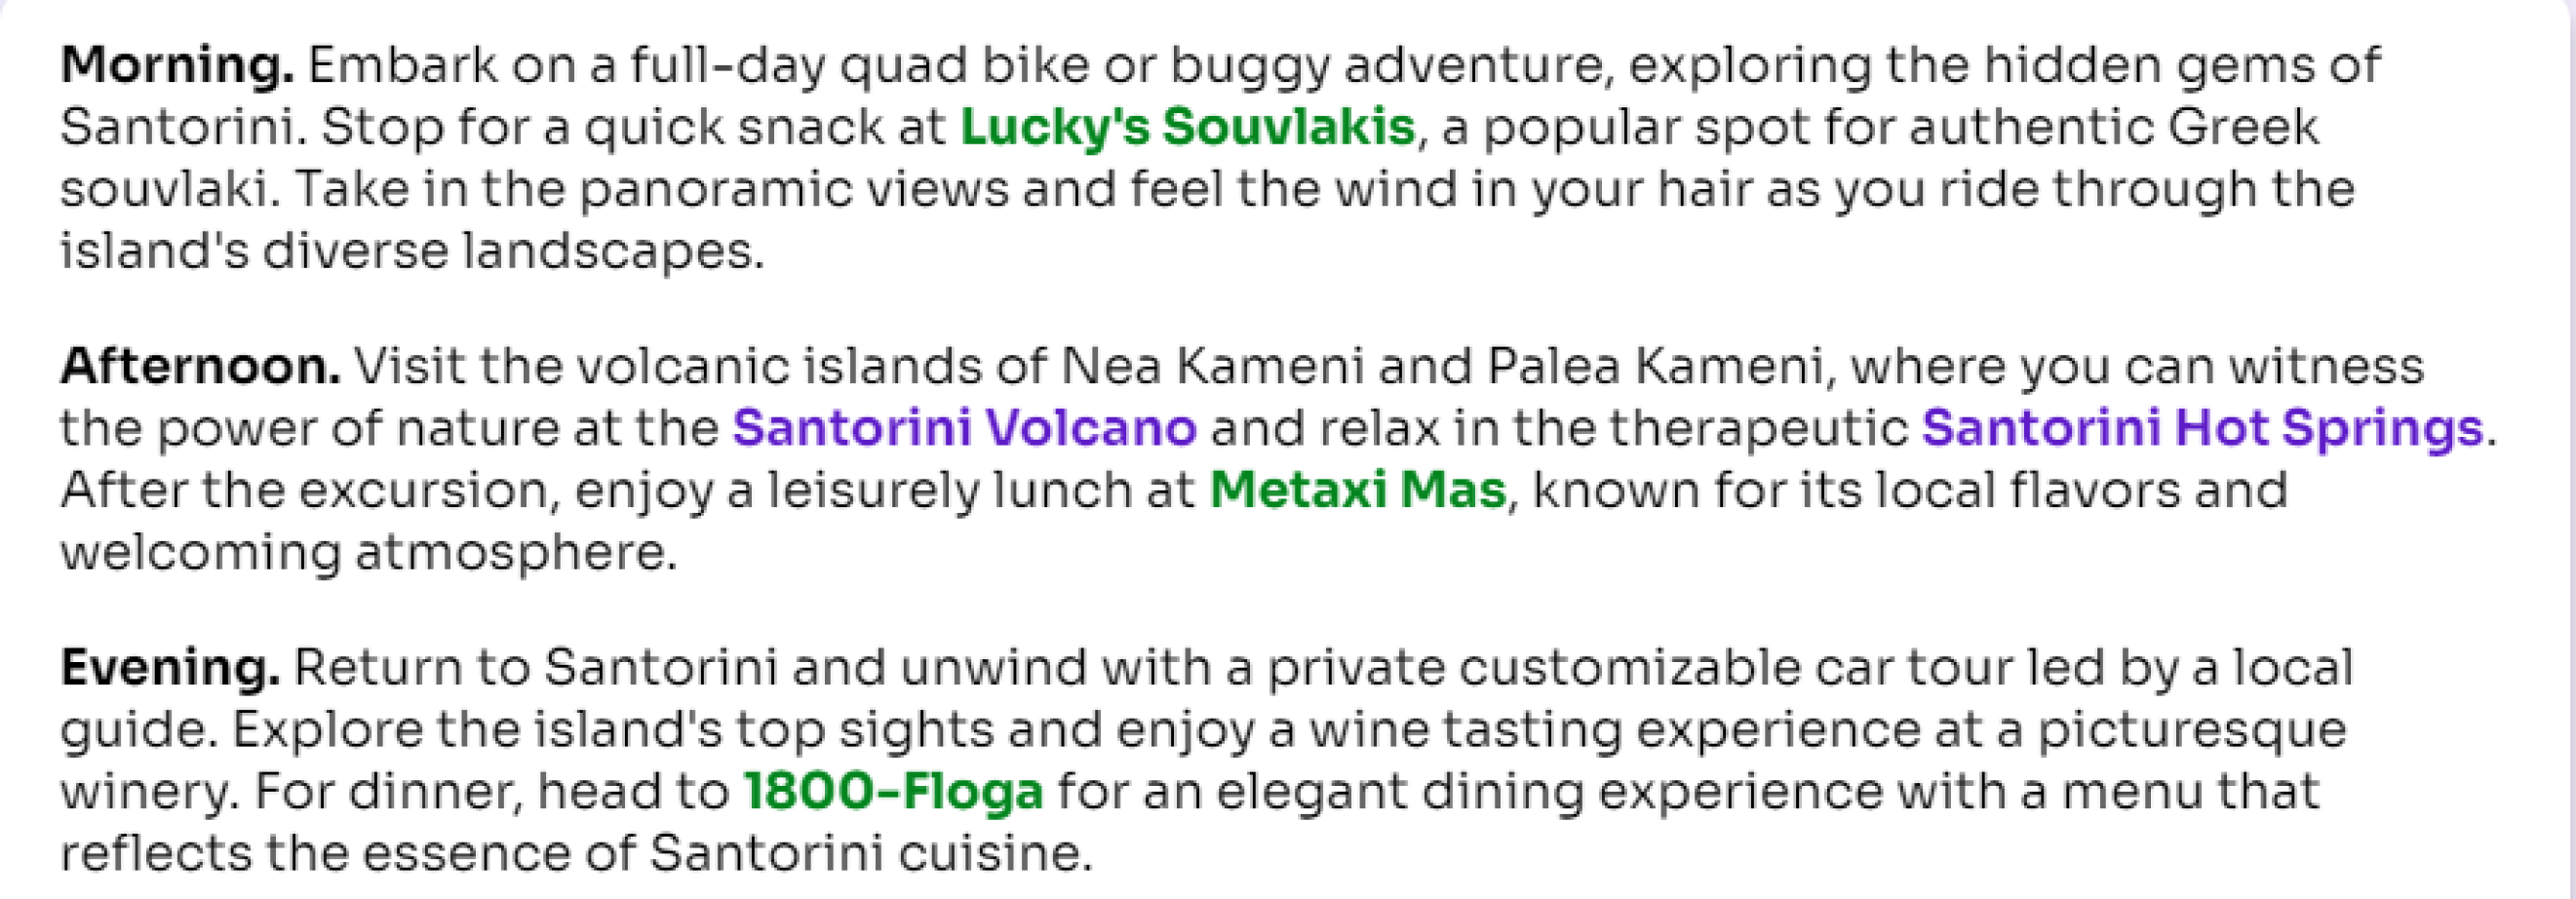 Morning. Embark on a full-day quad bike or buggy adventure, exploring the hidden gems of
Santorini. Stop for a quick snack at Lucky's Souvlakis, a popular spot for authentic Greek
souvlaki. Take in the panoramic views and feel the wind in your hair as you ride through the
island's diverse landscapes.
Afternoon. Visit the volcanic islands of Nea Kameni and Palea Kameni, where you can witness
the power of nature at the Santorini Volcano and relax in the therapeutic Santorini Hot Springs.
After the excursion, enjoy a leisurely lunch at Metaxi Mas, known for its local flavors and
welcoming atmosphere.
Evening. Return to Santorini and unwind with a private customizable car tour led by a local
guide. Explore the island's top sights and enjoy a wine tasting experience at a picturesque
winery. For dinner, head to 1800-Floga for an elegant dining experience with a menu that
reflects the essence of Santorini cuisine.